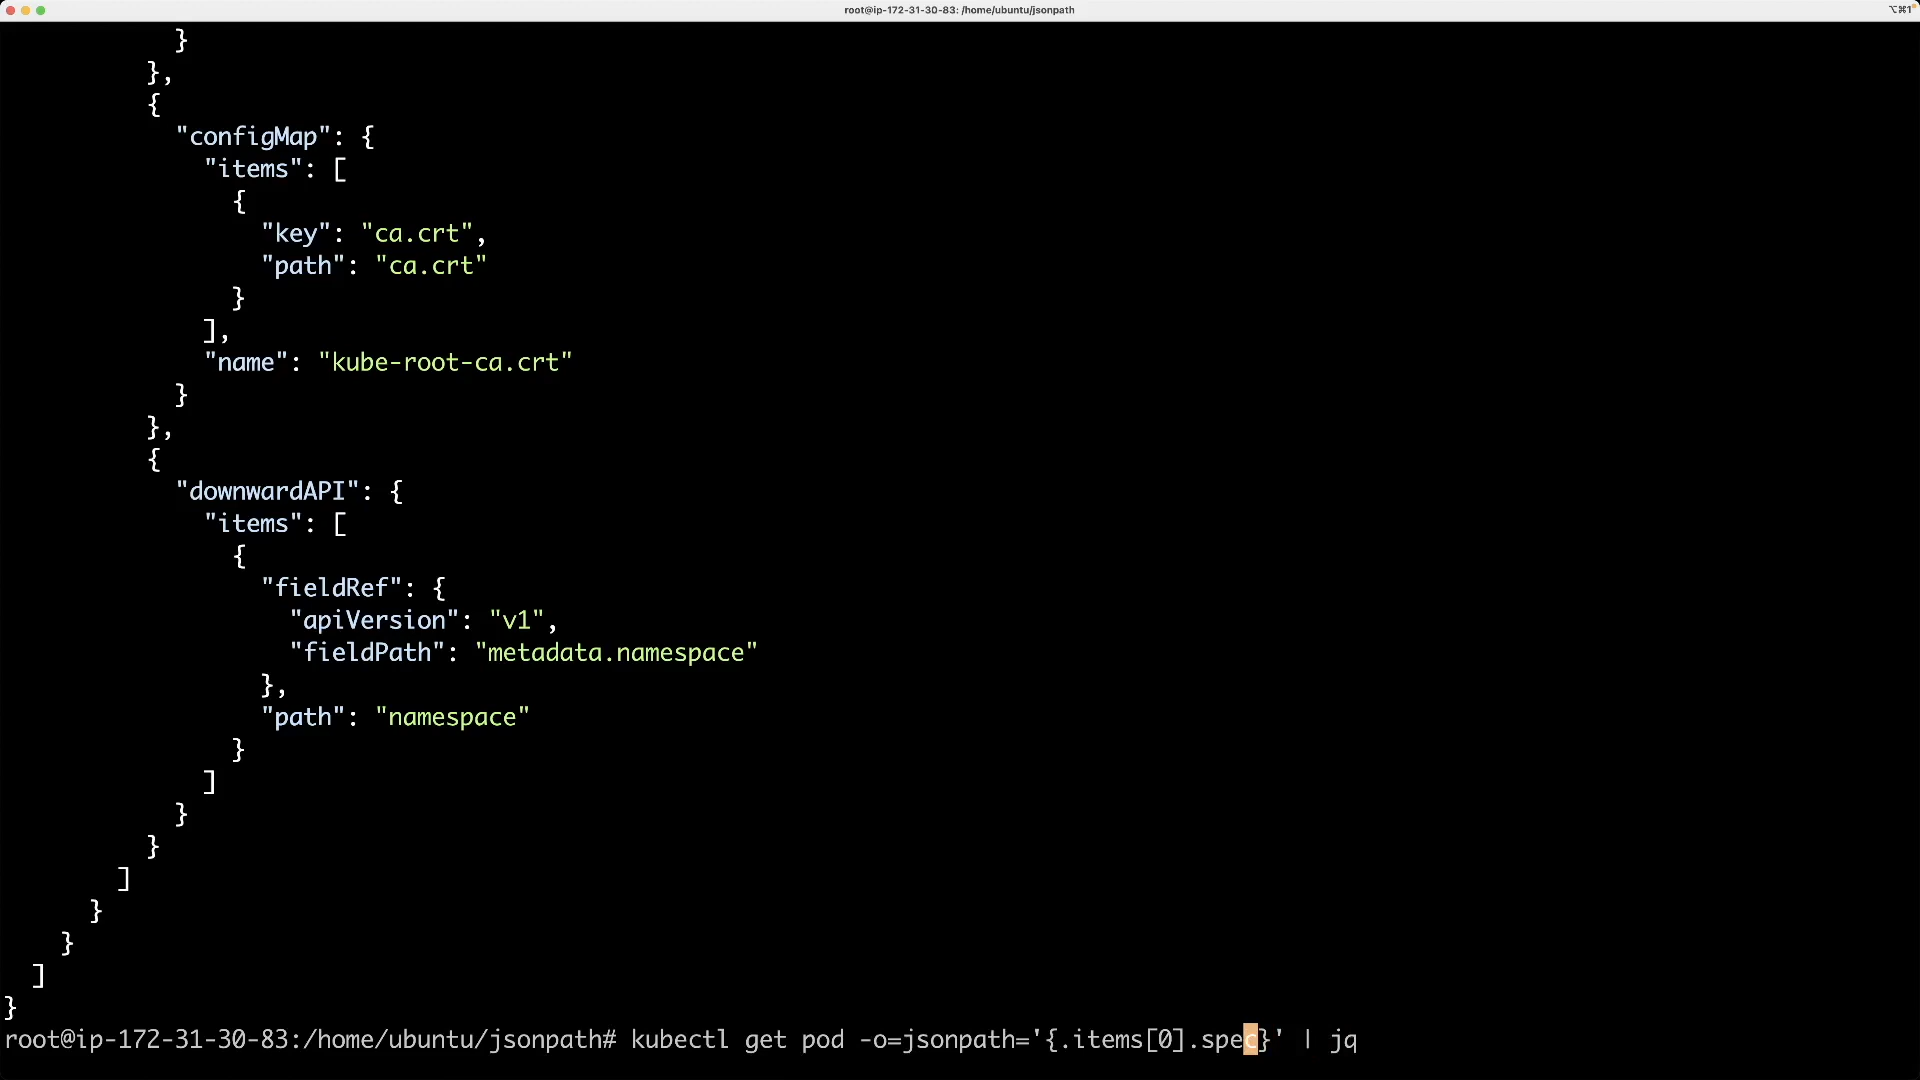 root@ip-172-31-30-83: /home/ubuntu/jsonpath
⌥⌘1
}
},
{
"configMap": {
"items": [
{
"key": "ca.crt",
"path": "ca.crt"
}
],
"name": "kube-root-ca.crt"
}
},
{
"downwardAPI": {
"items": [
{
"fieldRef": {
"apiVersion": "v1",
"fieldPath": "metadata.namespace"
},
"path": "namespace"
}
]
}
}
]
}
}
]
}
root@ip-172-31-30-83:/home/ubuntu/jsonpath# kubectl get pod -o=jsonpath='{.items[0].spec}' | jq